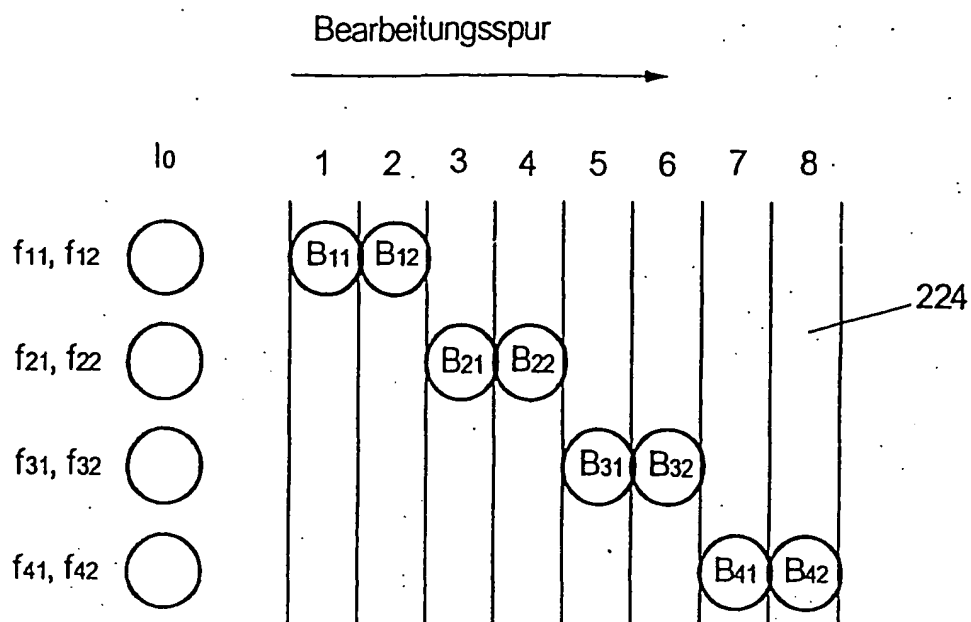 Bearbeitungsspur
I0 1 2 3 4 5 6 7 8
f11, f12 B11 B12
224
f21, f22 B21 B22
f31, f32 B31 B32
f41, f42 B41 B42